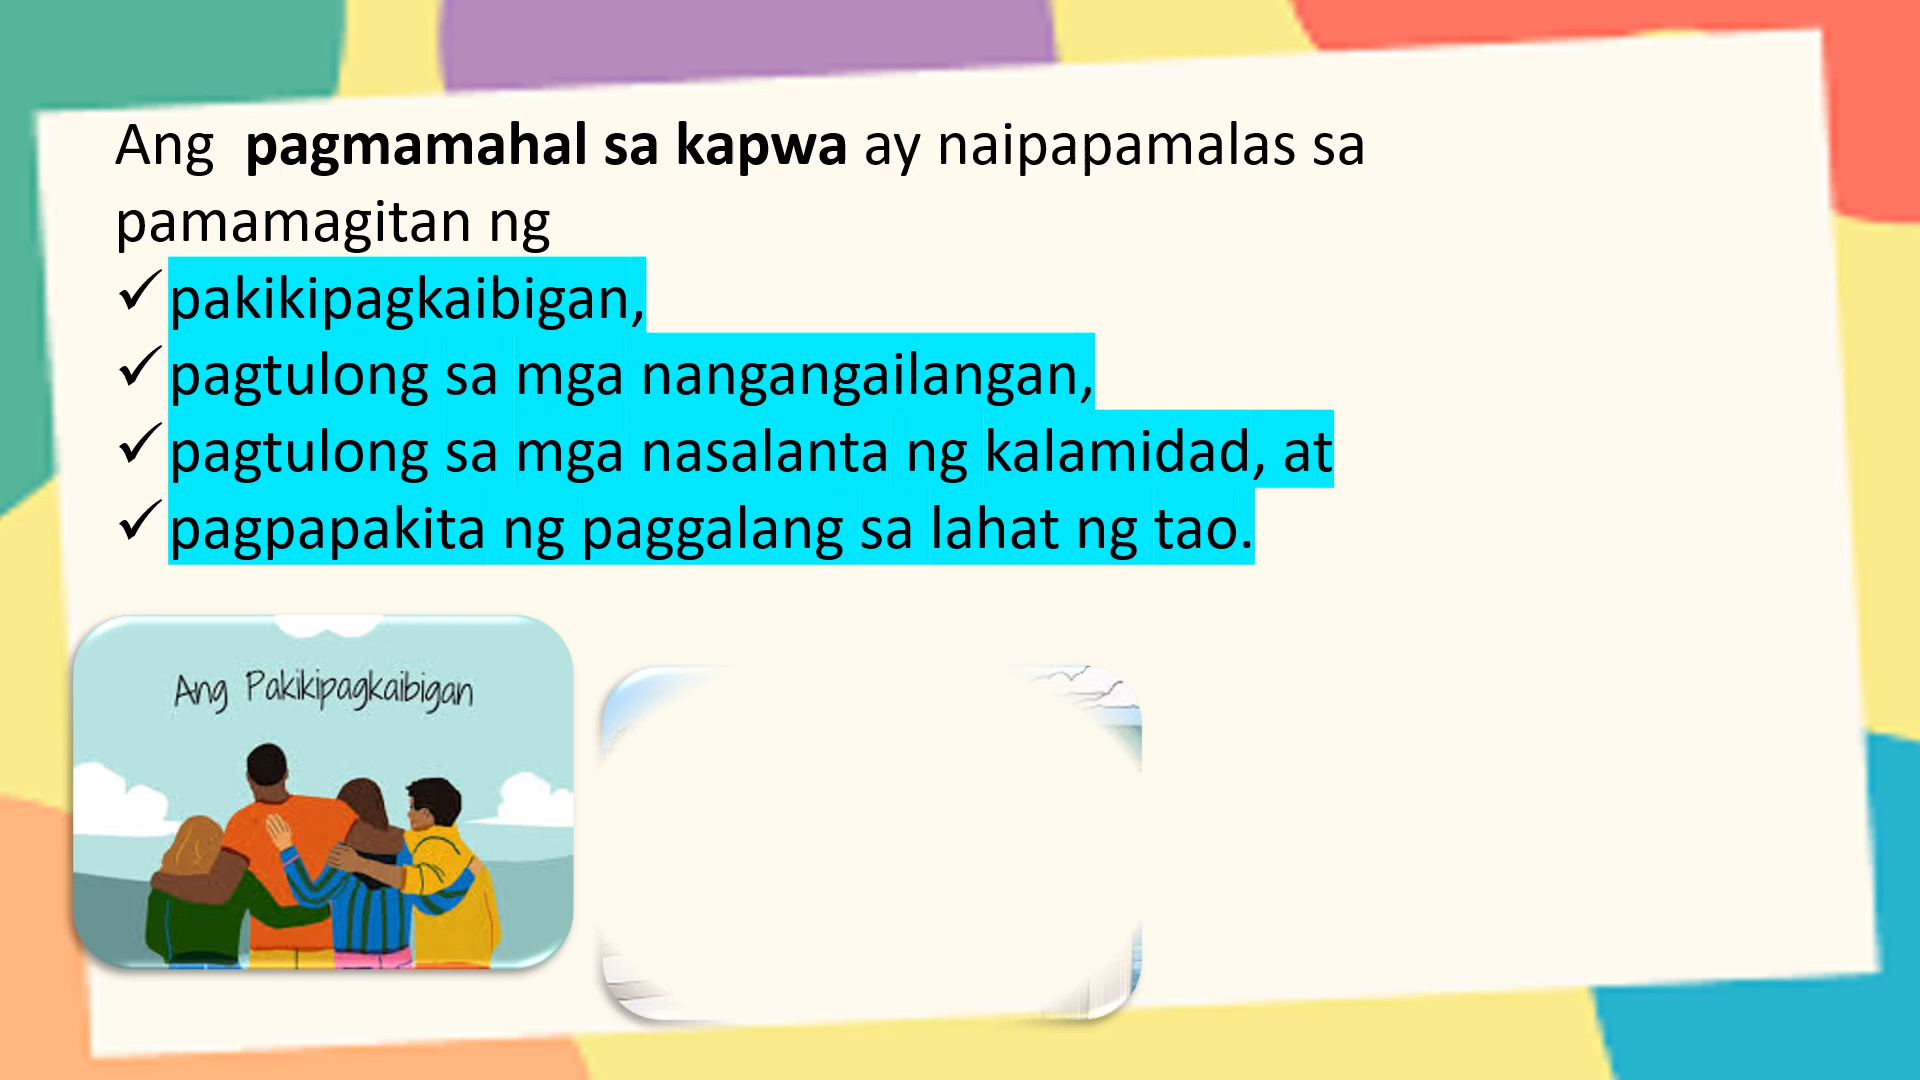 Ang pagmamahal sa kapwa ay naipapamalas sa
pamamagitan ng
✓pakikipagkaibigan,
✓pagtulong sa mga nangangailangan,
✓pagtulong sa mga nasalanta ng kalamidad, at
✓pagpapakita ng paggalang sa lahat ng tao.
Ang Pakikipagkaibigan